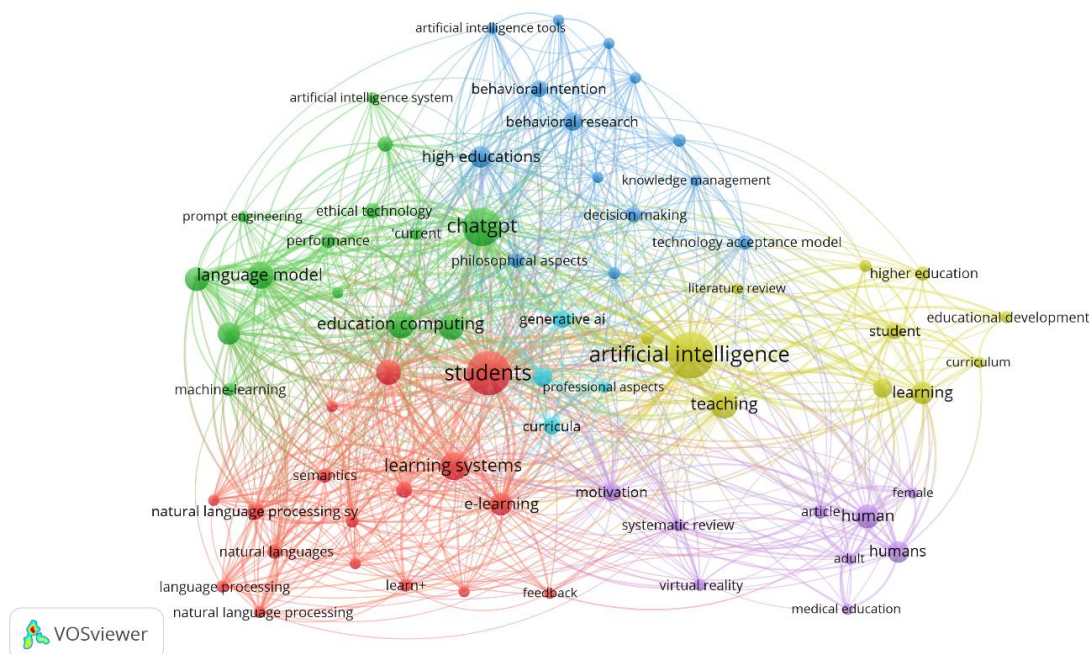 artificial intelligence tools
behavioral intention
artificial intelligence system
behavioral research
high educations
knowledge management
prompt engineering
ethical technology
decision making
chatgpt
'current
performance
technology acceptance model
philosophical aspects
language model
higher education
literature review
generative ai
educational development
education computing
student
artificial intelligence
curriculum
students
professional aspects
machine-learning
learning
teaching
curricula
learning systems
semantics
motivation
female
e-learning
natural language processing sy
article
human
systematic review
natural languages
humans
adult
language processing
learn+
virtual reality
feedback
natural language processing
medical education
VOSviewer